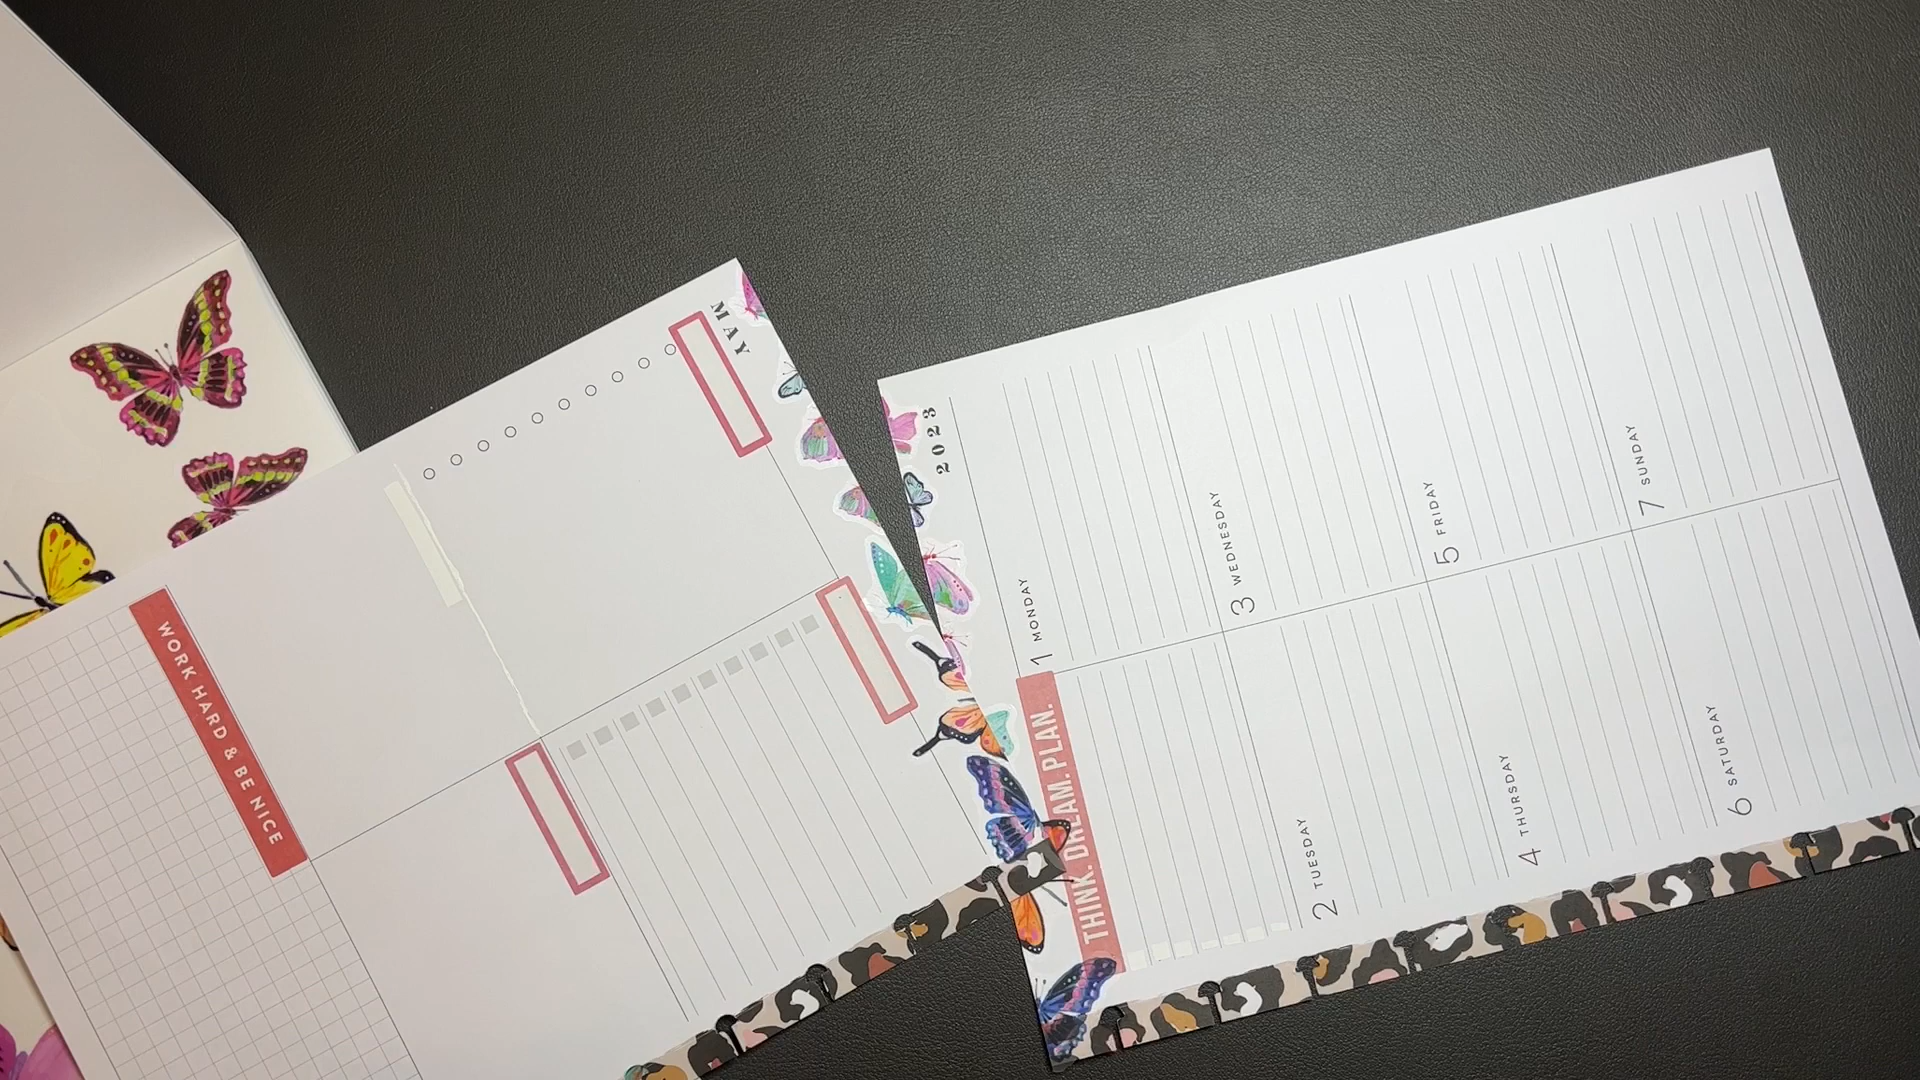 MAY
WORK HARD & BE NICE
2023
THINK. DREAM. PLAN.
1 MONDAY
2 TUESDAY
3 WEDNESDAY
4 THURSDAY
5 FRIDAY
6 SATURDAY
7 SUNDAY